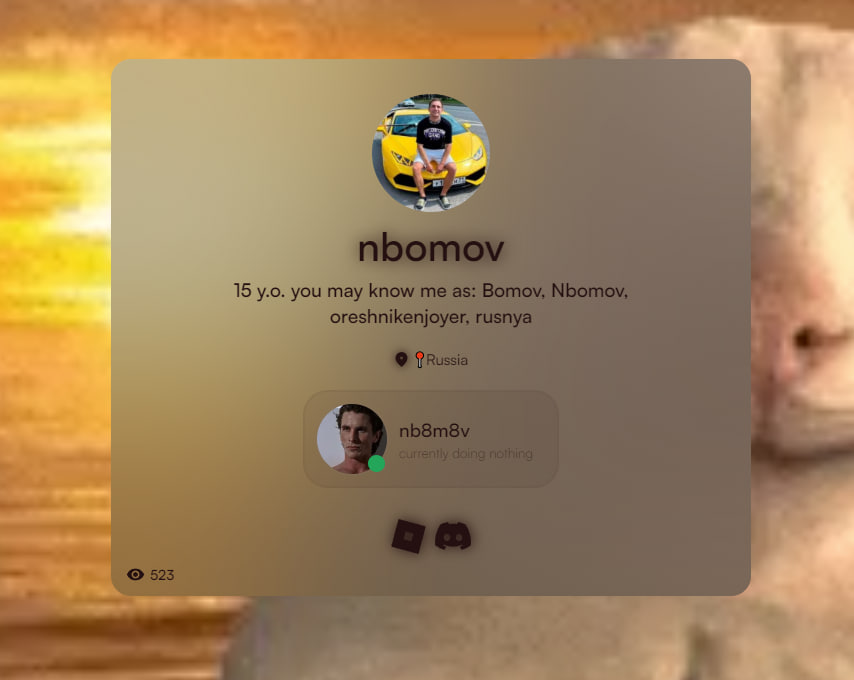 nbomov
15 y.o. you may know me as: Bomov, Nbomov,
oreshnikenjoyer, rusnya
📍Russia
nb8m8v
currently doing nothing
523